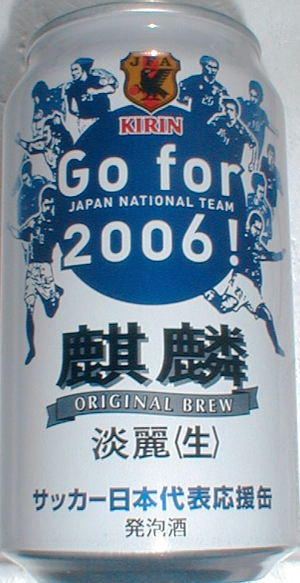 JFA
KIRIN
Go for
JAPAN NATIONAL TEAM
2006!
麒麟
ORIGINAL BREW
淡麗〈生〉
サッカー日本代表応援缶
発泡酒